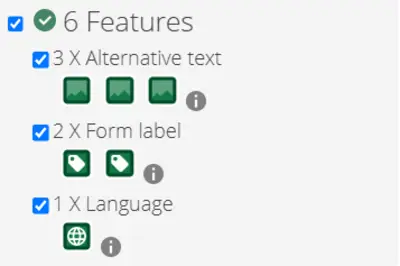 6 Features
3 X Alternative text
2 X Form label
1 X Language